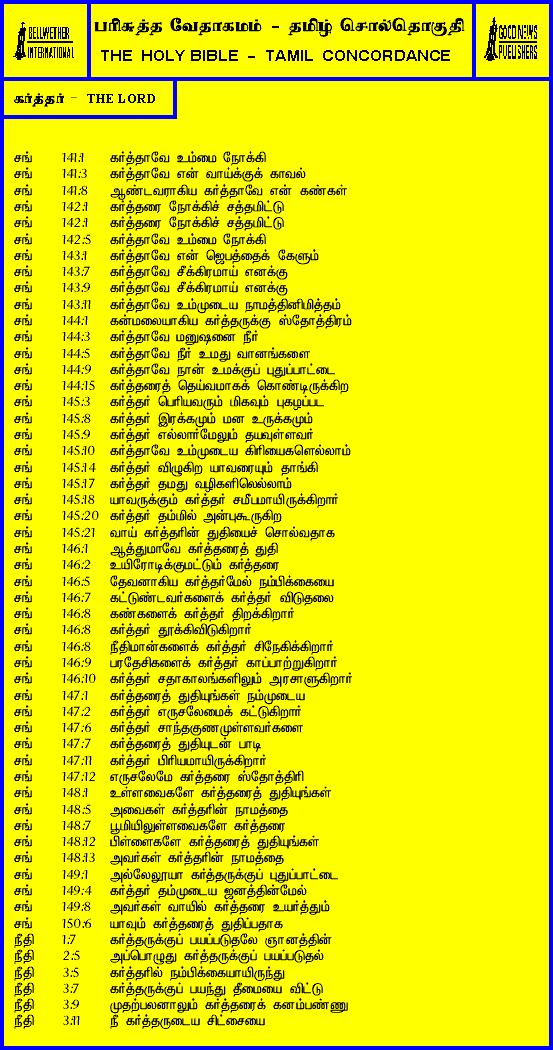 BELLWETHER INTERNATIONAL
பரிசுத்த வேதாகமம் - தமிழ் சொல்தொகுதி
THE HOLY BIBLE - TAMIL CONCORDANCE
GOOD NEWS PUBLISHERS
கர்த்தர் - THE LORD
சங் 141:1 கர்த்தாவே உம்மை நோக்கி
சங் 141:3 கர்த்தாவே என் வாய்க்குக் காவல்
சங் 141:8 ஆண்டவராகிய கர்த்தாவே என் கண்கள்
சங் 142:1 கர்த்தரை நோக்கிச் சத்தமிட்டு
சங் 142:1 கர்த்தரை நோக்கிச் சத்தமிட்டு
சங் 142:5 கர்த்தாவே உம்மை நோக்கி
சங் 143:1 கர்த்தாவே என் ஜெபத்தைக் கேளும்
சங் 143:7 கர்த்தாவே சீக்கிரமாய் எனக்கு
சங் 143:9 கர்த்தாவே சீக்கிரமாய் எனக்கு
சங் 143:11 கர்த்தாவே உம்முடைய நாமத்தினிமித்தம்
சங் 144:1 கன்மலையாகிய கர்த்தருக்கு ஸ்தோத்திரம்
சங் 144:3 கர்த்தாவே மனுஷனை நீர்
சங் 144:5 கர்த்தாவே நீர் உமது வானங்களை
சங் 144:9 கர்த்தாவே நான் உமக்குப் புதுப்பாட்டை
சங் 144:15 கர்த்தரைத் தெய்வமாகக் கொண்டிருக்கிற
சங் 145:3 கர்த்தர் பெரியவரும் மிகவும் புகழப்பட
சங் 145:8 கர்த்தர் இரக்கமும் மன உருக்கமும்
சங் 145:9 கர்த்தர் எல்லார்மேலும் தயவுள்ளவர்
சங் 145:10 கர்த்தாவே உம்முடைய கிரியைகளெல்லாம்
சங் 145:14 கர்த்தர் விழுகிற யாவரையும் தாங்கி
சங் 145:17 கர்த்தர் தமது வழிகளிலெல்லாம்
சங் 145:18 யாவருக்கும் கர்த்தர் சமீபமாயிருக்கிறார்
சங் 145:20 கர்த்தர் தம்மில் அன்புகூருகிற
சங் 145:21 வாய் கர்த்தரின் துதியைச் சொல்வதாக
சங் 146:1 ஆத்துமாவே கர்த்தரைத் துதி
சங் 146:2 உயிரோடிக்குமட்டும் கர்த்தரை
சங் 146:5 தேவனாகிய கர்த்தர்மேல் நம்பிக்கையை
சங் 146:7 கட்டுண்டவர்களைக் கர்த்தர் விடுதலை
சங் 146:8 கண்களைக் கர்த்தர் திறக்கிறார்
சங் 146:8 கர்த்தர் தூக்கிவிடுகிறார்
சங் 146:8 நீதிமான்களைக் கர்த்தர் சிநேகிக்கிறார்
சங் 146:9 பரதேசிகளைக் கர்த்தர் காப்பாற்றுகிறார்
சங் 146:10 கர்த்தர் சதாகாலங்களிலும் அரசாளுகிறார்
சங் 147:1 கர்த்தரைத் துதியுங்கள் நம்முடைய
சங் 147:2 கர்த்தர் எருசலேமைக் கட்டுகிறார்
சங் 147:6 கர்த்தர் சாந்தகுணமுள்ளவர்களை
சங் 147:7 கர்த்தரைத் துதியுடன் பாடி
சங் 147:11 கர்த்தர் பிரியமாயிருக்கிறார்
சங் 147:12 எருசலேமே கர்த்தரை ஸ்தோத்திரி
சங் 148:1 உள்ளவைகளே கர்த்தரைத் துதியுங்கள்
சங் 148:5 அவைகள் கர்த்தரின் நாமத்தை
சங் 148:7 பூமியிலுள்ளவைகளே கர்த்தரை
சங் 148:12 பிள்ளைகளே கர்த்தரைத் துதியுங்கள்
சங் 148:13 அவர்கள் கர்த்தரின் நாமத்தை
சங் 149:1 அல்லேலூயா கர்த்தருக்குப் புதுப்பாட்டை
சங் 149:4 கர்த்தர் தம்முடைய ஜனத்தின்மேல்
சங் 149:8 அவர்கள் வாயில் கர்த்தரை உயர்த்தும்
சங் 150:6 யாவும் கர்த்தரைத் துதிப்பதாக
நீதி 1:7 கர்த்தருக்குப் பயப்படுதலே ஞானத்தின்
நீதி 2:5 அப்பொழுது கர்த்தருக்குப் பயப்படுதல்
நீதி 3:5 கர்த்தரில் நம்பிக்கையாயிருந்து
நீதி 3:7 கர்த்தருக்குப் பயந்து தீமையை விட்டு
நீதி 3:9 முதற்பலனாலும் கர்த்தரைக் கனம்பண்ணு
நீதி 3:11 நீ கர்த்தருடைய சிட்சையை